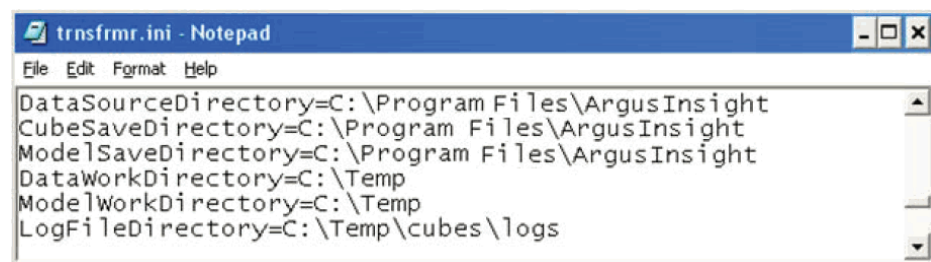 trnsfrmr.ini - Notepad
File Edit Format Help
DataSourceDirectory=C:\Program Files\ArgusInsight
CubeSaveDirectory=C:\Program Files\ArgusInsight
ModelSaveDirectory=C:\Program Files\ArgusInsight
DataWorkDirectory=C:\Temp
ModelWorkDirectory=C:\Temp
LogFileDirectory=C:\Temp\cubes\logs